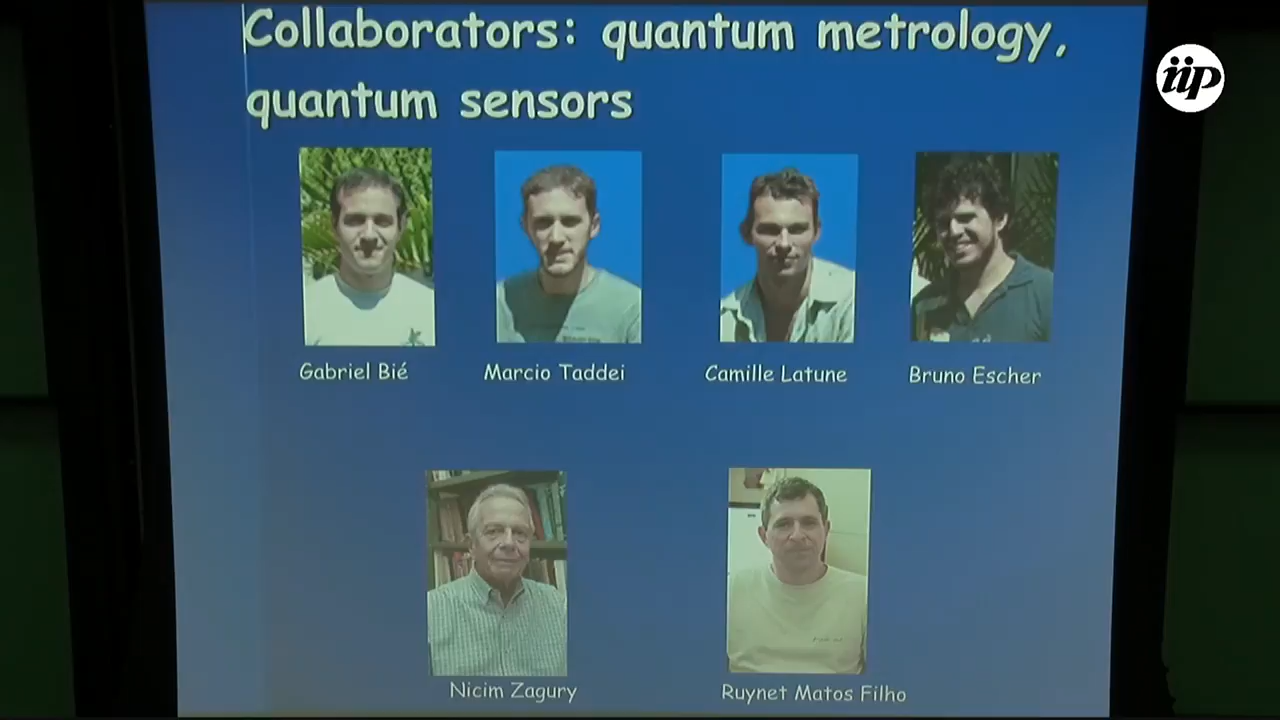 Collaborators: quantum metrology,
quantum sensors
iip
Gabriel Bié
Marcio Taddei
Camille Latune
Bruno Escher
Nicim Zagury
Ruynet Matos Filho